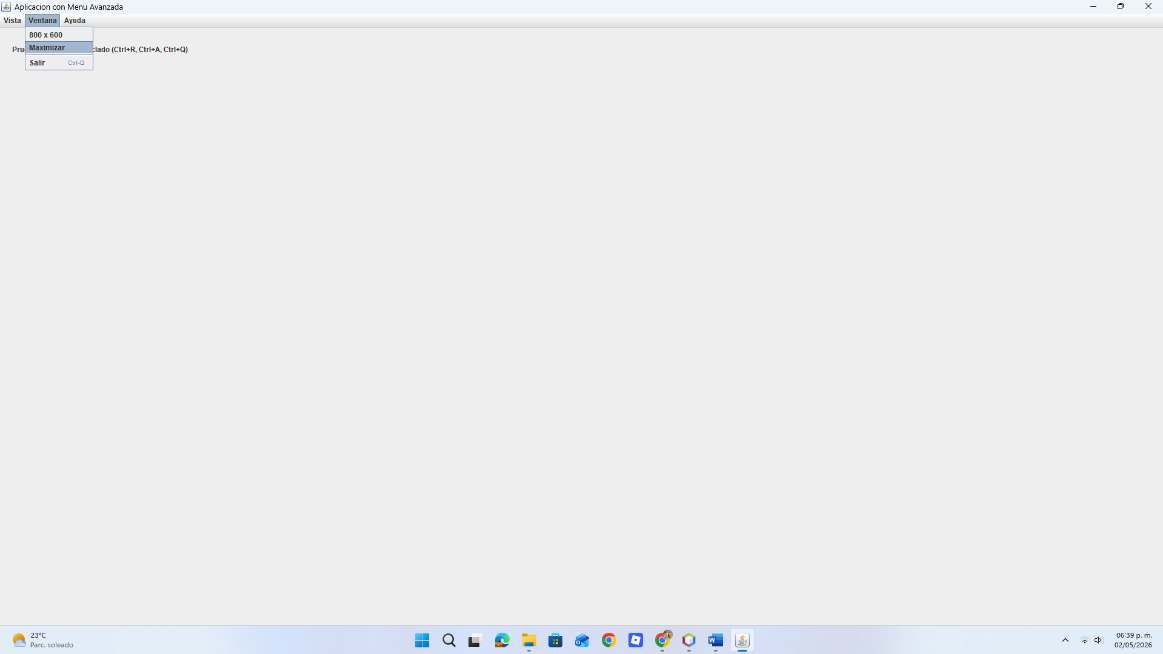 Aplicacion con Menu Avanzada
Vista Ventana Ayuda
800 x 600
Maximizar
clado (Ctrl+R, Ctrl+A, Ctrl+Q)
Salir Ctrl-Q
23°C
Parc. soleado
06:39 p. m.
02/05/2026